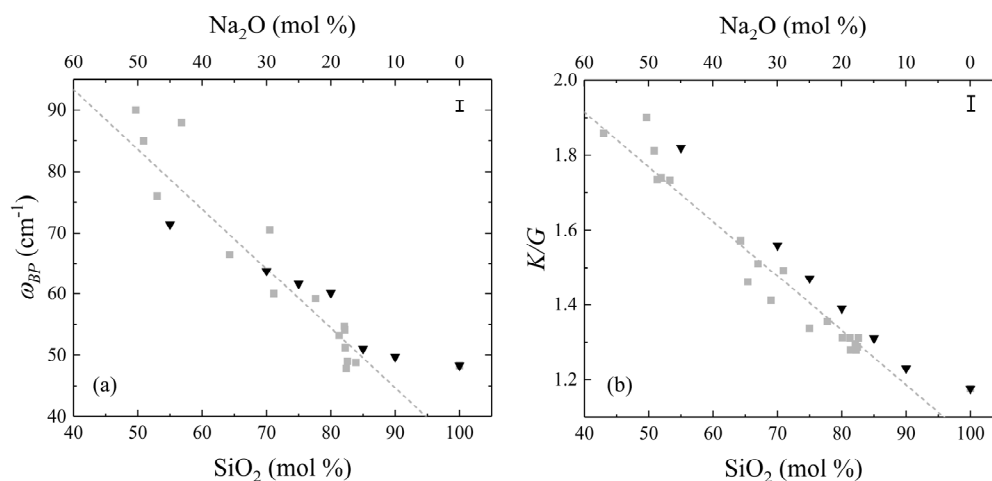 Na₂O (mol %)
60 50 40 30 20 10 0
90
80
70
60
50
40
ω_BP (cm⁻¹)
(a)
40 50 60 70 80 90 100
SiO₂ (mol %)
Na₂O (mol %)
60 50 40 30 20 10 0
2.0
1.8
1.6
1.4
1.2
K/G
(b)
40 50 60 70 80 90 100
SiO₂ (mol %)